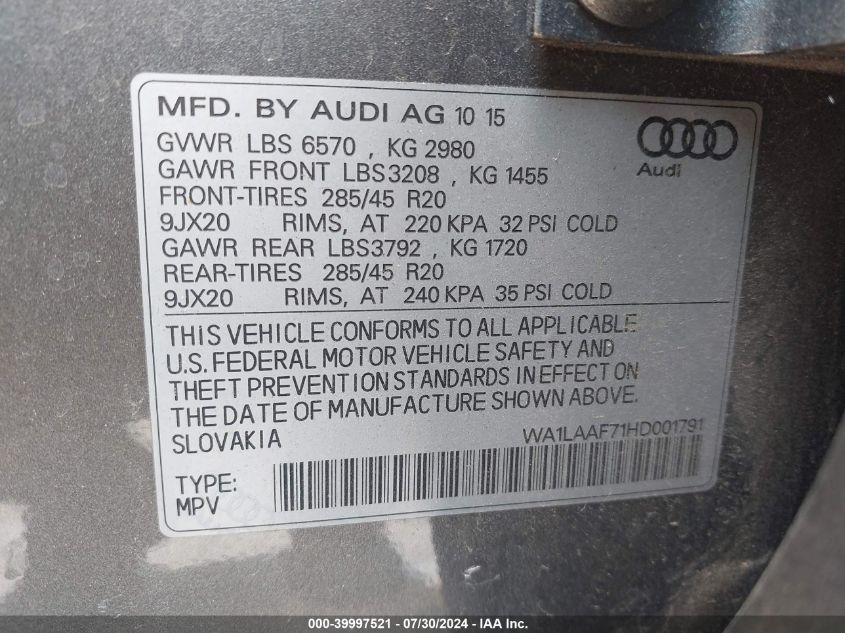 MFD. BY AUDI AG 10 15
GVWR LBS 6570 , KG 2980
GAWR FRONT LBS3208 , KG 1455
FRONT-TIRES 285/45 R20
9JX20 RIMS, AT 220 KPA 32 PSI COLD
GAWR REAR LBS3792 , KG 1720
REAR-TIRES 285/45 R20
9JX20 RIMS, AT 240 KPA 35 PSI COLD
Audi
THIS VEHICLE CONFORMS TO ALL APPLICABLE
U.S. FEDERAL MOTOR VEHICLE SAFETY AND
THEFT PREVENTION STANDARDS IN EFFECT ON
THE DATE OF MANUFACTURE SHOWN ABOVE.
SLOVAKIA WA1LAAF71HD001791
TYPE:
MPV
000-39997521 - 07/30/2024 - IAA Inc.